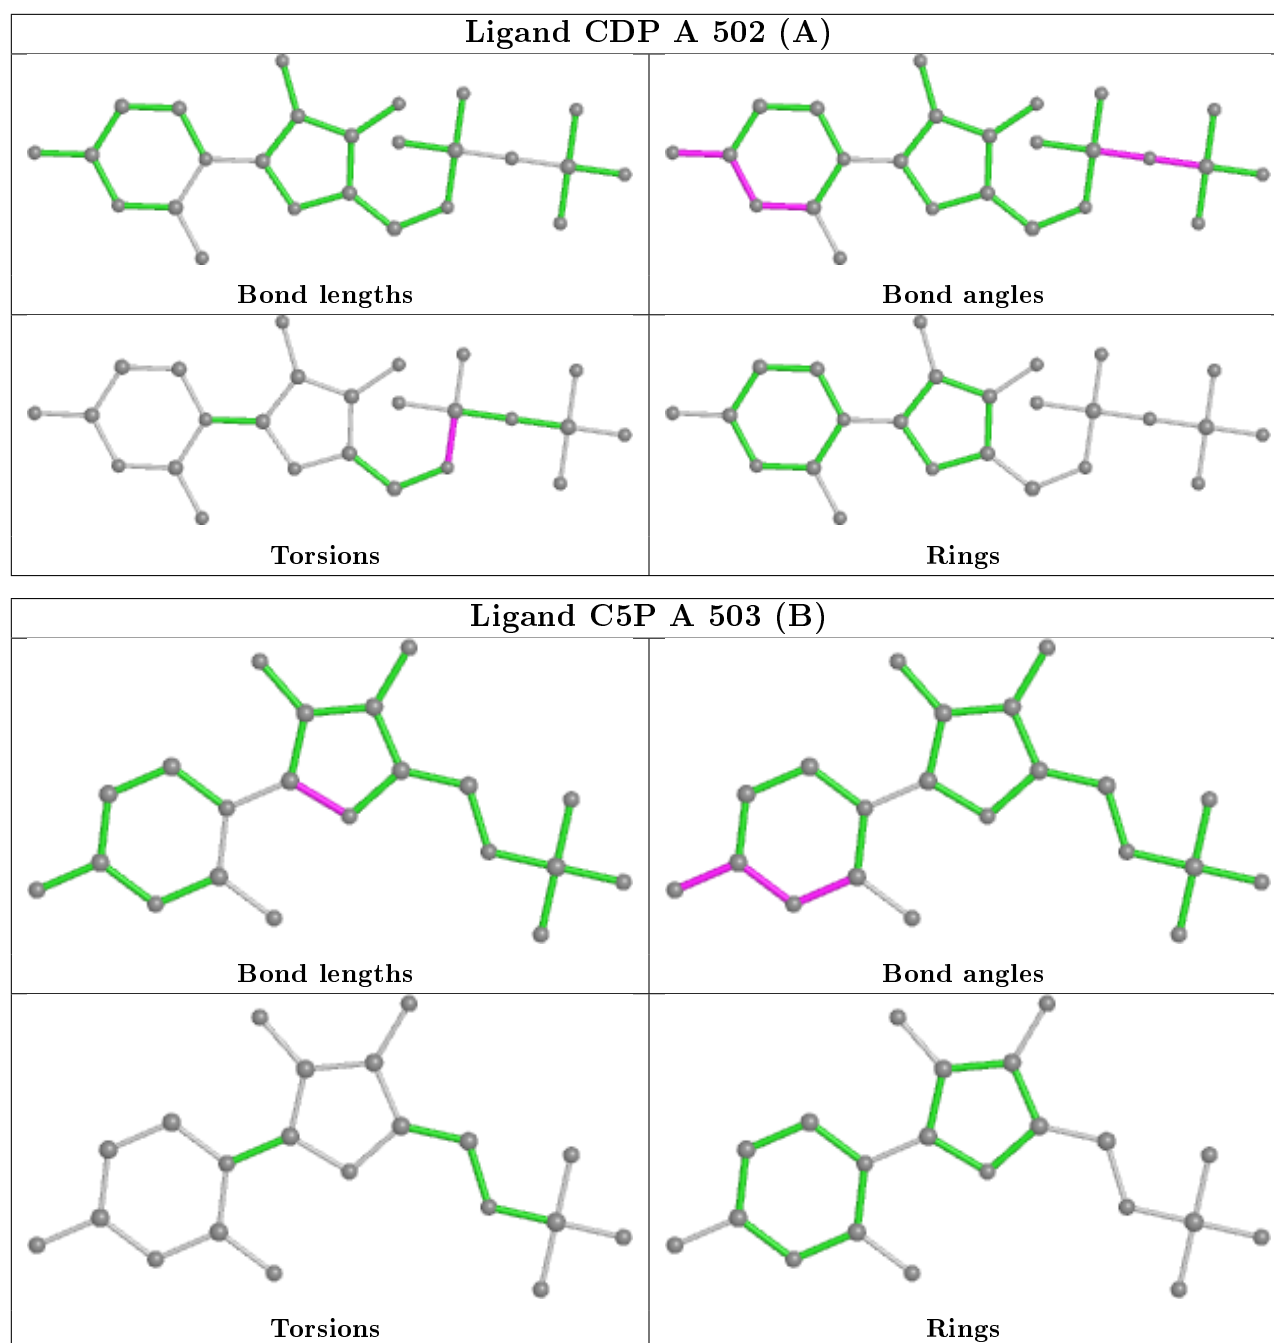 Ligand CDP A 502 (A)
Bond lengths
Bond angles
Torsions
Rings
Ligand C5P A 503 (B)
Bond lengths
Bond angles
Torsions
Rings